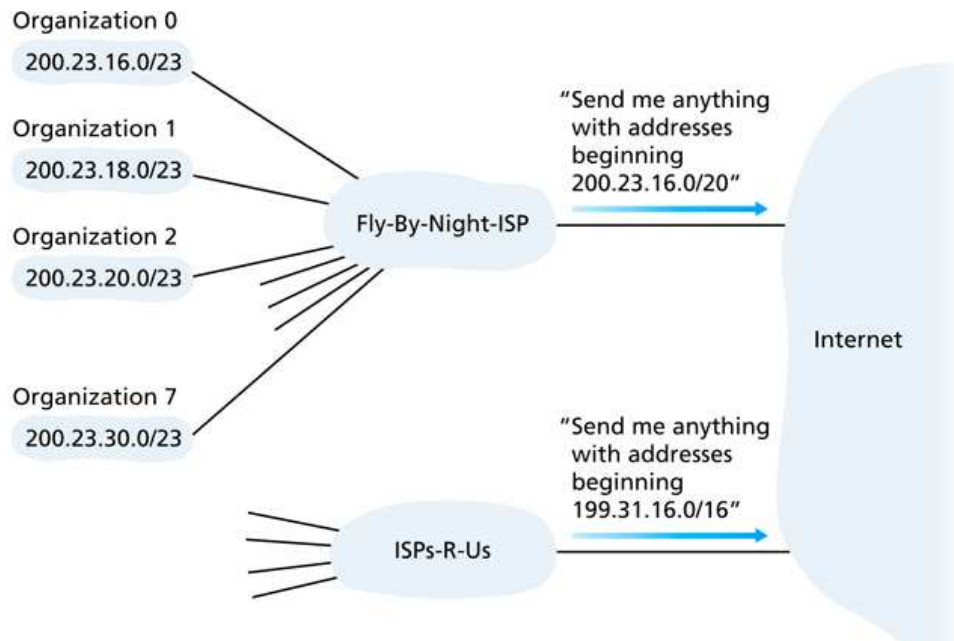 Organization 0
200.23.16.0/23
Organization 1
200.23.18.0/23
Organization 2
200.23.20.0/23
Organization 7
200.23.30.0/23
Fly-By-Night-ISP
“Send me anything
with addresses
beginning
200.23.16.0/20”
Internet
ISPs-R-Us
“Send me anything
with addresses
beginning
199.31.16.0/16”